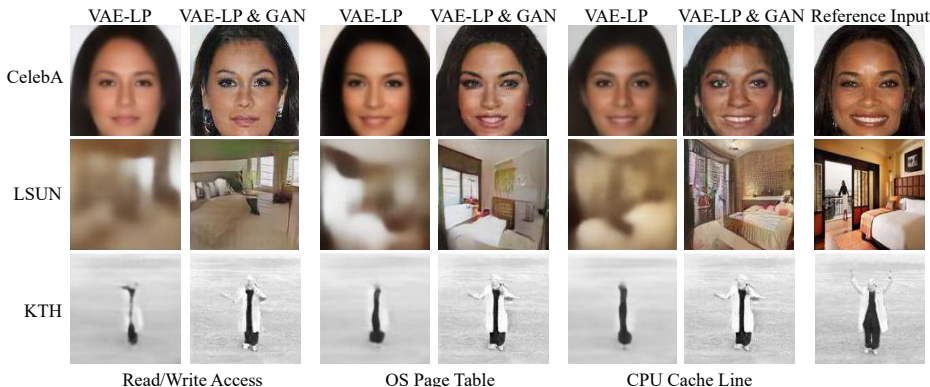 VAE-LP VAE-LP & GAN VAE-LP VAE-LP & GAN VAE-LP VAE-LP & GAN Reference Input
CelebA
LSUN
KTH
Read/Write Access OS Page Table CPU Cache Line